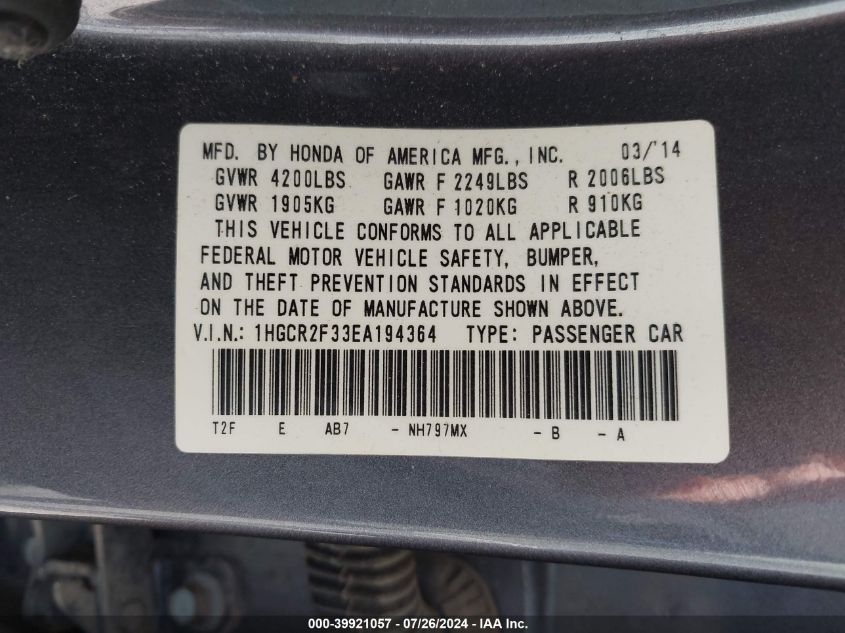 MFD. BY HONDA OF AMERICA MFG., INC. 03/'14
GVWR 4200LBS GAWR F 2249LBS R 2006LBS
GVWR 1905KG GAWR F 1020KG R 910KG
THIS VEHICLE CONFORMS TO ALL APPLICABLE
FEDERAL MOTOR VEHICLE SAFETY, BUMPER,
AND THEFT PREVENTION STANDARDS IN EFFECT
ON THE DATE OF MANUFACTURE SHOWN ABOVE.
V.I.N.: 1HGCR2F33EA194364 TYPE: PASSENGER CAR
T2F E AB7 - NH797MX - B - A
000-39921057 - 07/26/2024 - IAA Inc.